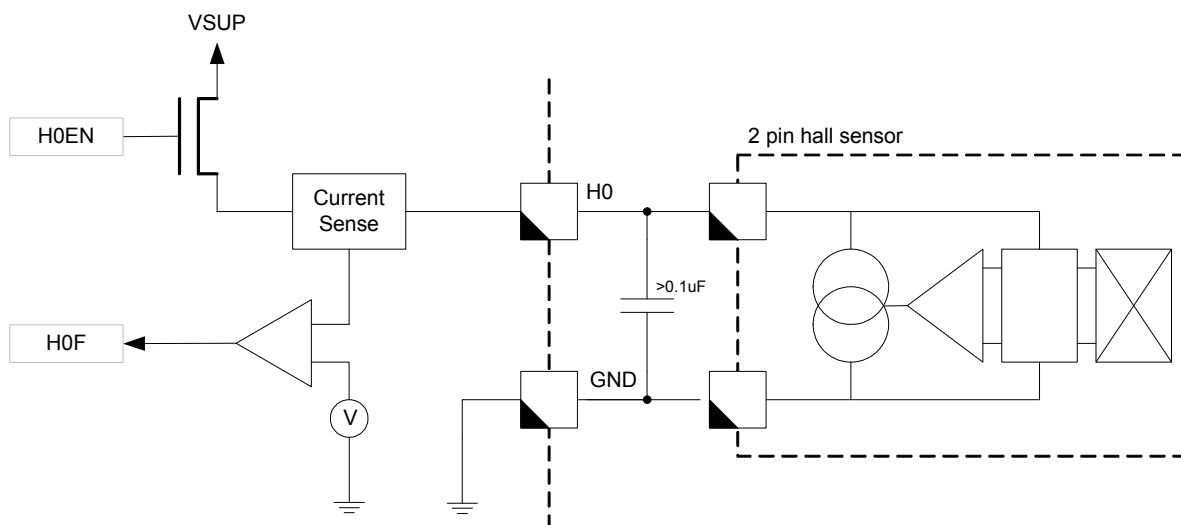 VSUP
H0EN
2 pin hall sensor
H0
Current
Sense
>0.1uF
H0F
GND
V